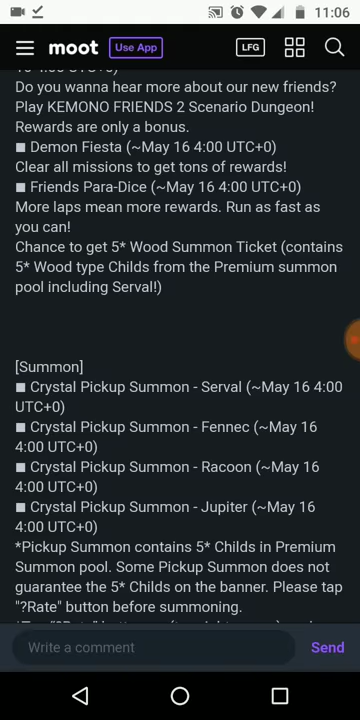 11:06
moot
Use App
LFG
Do you wanna hear more about our new friends?
Play KEMONO FRIENDS 2 Scenario Dungeon!
Rewards are only a bonus.
■ Demon Fiesta (~May 16 4:00 UTC+0)
Clear all missions to get tons of rewards!
■ Friends Para-Dice (~May 16 4:00 UTC+0)
More laps mean more rewards. Run as fast as
you can!
Chance to get 5* Wood Summon Ticket (contains
5* Wood type Childs from the Premium summon
pool including Serval!)
[Summon]
■ Crystal Pickup Summon - Serval (~May 16 4:00
UTC+0)
■ Crystal Pickup Summon - Fennec (~May 16
4:00 UTC+0)
■ Crystal Pickup Summon - Racoon (~May 16
4:00 UTC+0)
■ Crystal Pickup Summon - Jupiter (~May 16
4:00 UTC+0)
*Pickup Summon contains 5* Childs in Premium
Summon pool. Some Pickup Summon does not
guarantee the 5* Childs on the banner. Please tap
"?Rate" button before summoning.
Write a comment
Send